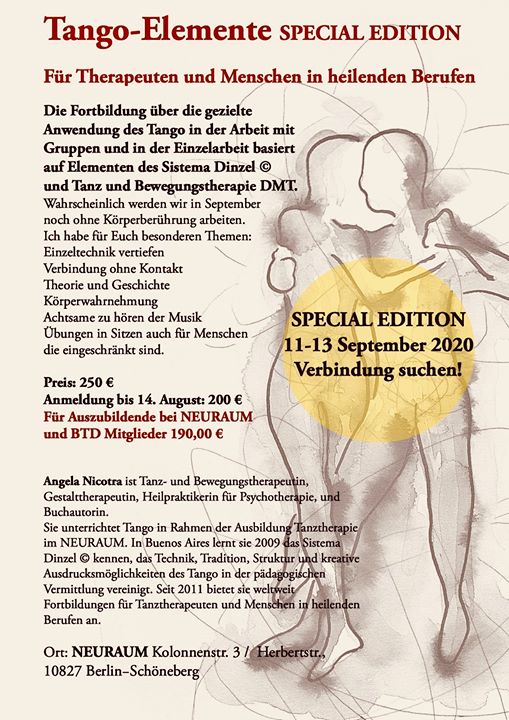 Tango-Elemente SPECIAL EDITION
Für Therapeuten und Menschen in heilenden Berufen
Die Fortbildung über die gezielte
Anwendung des Tango in der Arbeit mit
Gruppen und in der Einzelarbeit basiert
auf Elementen des Sistema Dinzel ©
und Tanz und Bewegungstherapie DMT.
Wahrscheinlich werden wir in September
noch ohne Körperberührung arbeiten.
Ich habe für Euch besonderen Themen:
Einzeltechnik vertiefen
Verbindung ohne Kontakt
Theorie und Geschichte
Körperwahrnehmung
Achtsame zu hören der Musik
Übungen in Sitzen auch für Menschen
die eingeschränkt sind.
SPECIAL EDITION
11-13 September 2020
Verbindung suchen!
Preis: 250 €
Anmeldung bis 14. August: 200 €
Für Auszubildende bei NEURAUM
und BTD Mitglieder 190,00 €
Angela Nicotra ist Tanz- und Bewegungstherapeutin,
Gestalttherapeutin, Heilpraktikerin für Psychotherapie, und
Buchautorin.
Sie unterrichtet Tango in Rahmen der Ausbildung Tanztherapie
im NEURAUM. In Buenos Aires lernt sie 2009 das Sistema
Dinzel © kennen, das Technik, Tradition, Struktur und kreative
Ausdrucksmöglichkeiten des Tango in der pädagogischen
Vermittlung vereinigt. Seit 2011 bietet sie weltweit
Fortbildungen für Tanztherapeuten und Menschen in heilenden
Berufen an.
Ort: NEURAUM Kolonnenstr. 3 / Herbertstr.,
10827 Berlin-Schöneberg